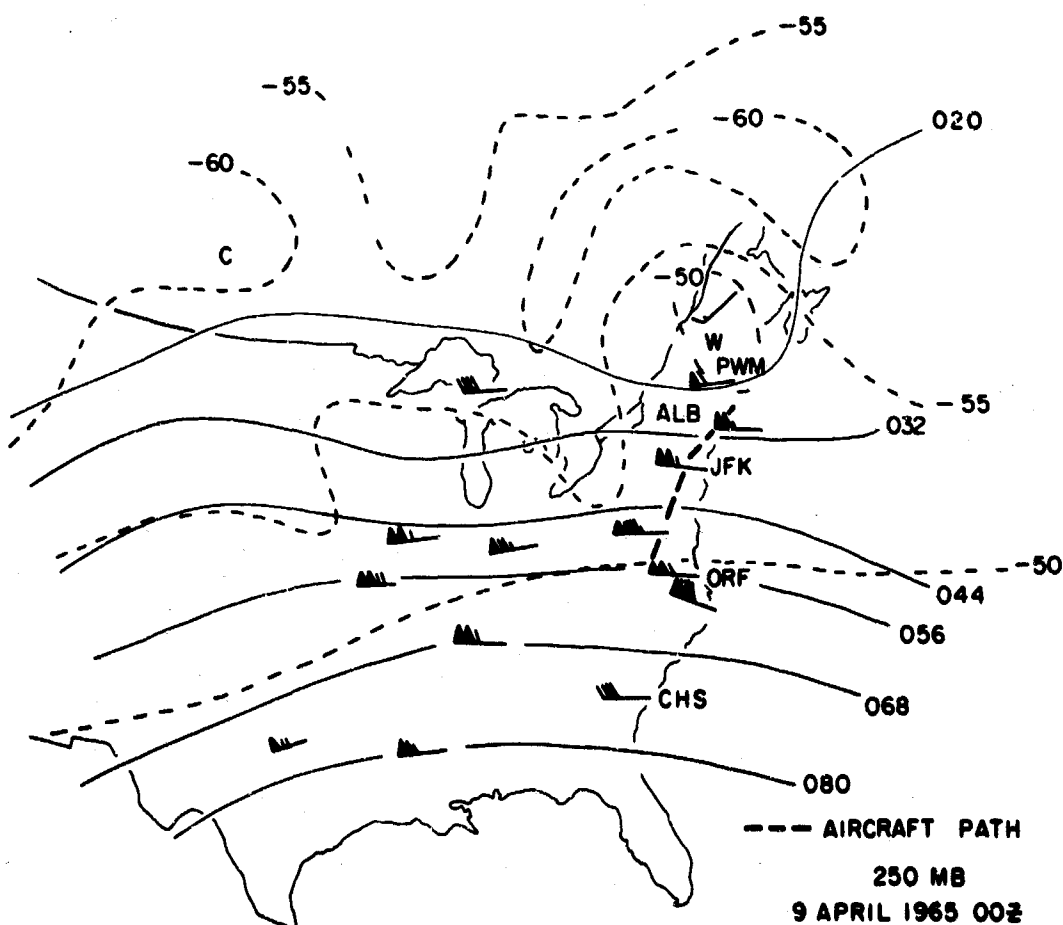 -55
-55
-60
020
-60
C
-50
W
PWM
-55
ALB
032
JFK
-50
ORF
044
056
CHS
068
080
--- AIRCRAFT PATH
250 MB
9 APRIL 1965 00Z